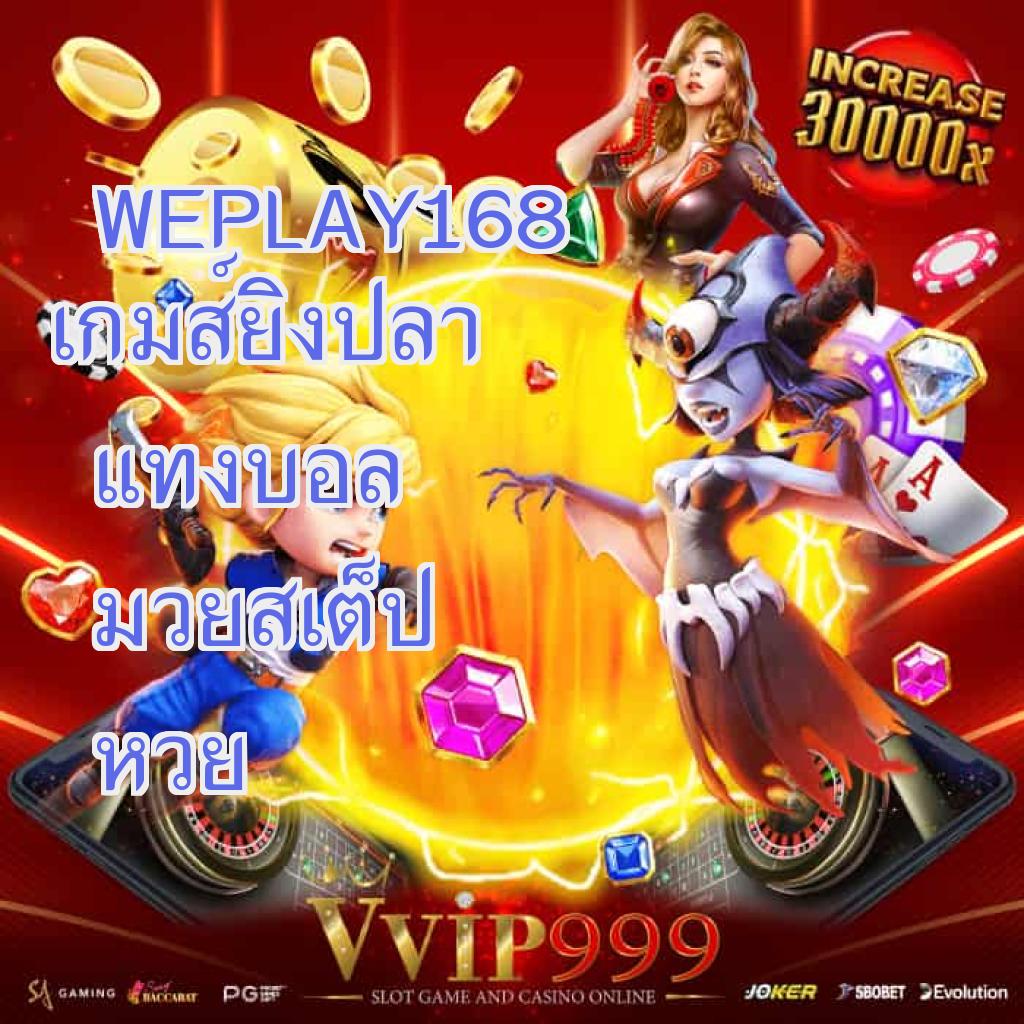 INCREASE
30000x
WEPLAY168
เกมส์ยิงปลา
แทงบอล
มวยสเต็ป
หวย
A
A
VVIP999
SLOT GAME AND CASINO ONLINE
SA GAMING
Sexy BACCARAT
PG
JOKER
SBOBET
Evolution